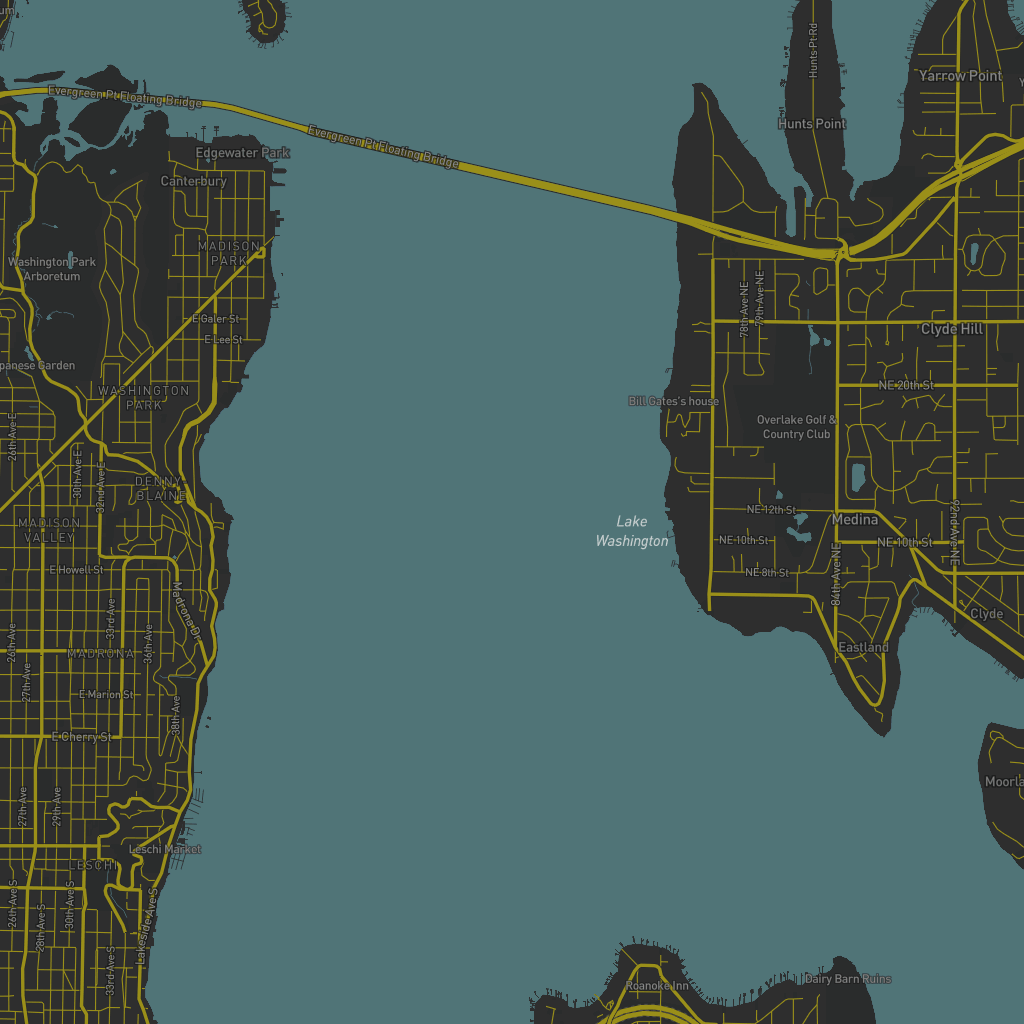 Hunts Pt Rd
Yarrow Point
Evergreen Pt Floating Bridge
Evergreen Pt Floating Bridge
Hunts Point
Edgewater Park
Canterbury
MADISON
PARK
Washington Park
Arboretum
78th Ave NE
79th Ave NE
E Galer St
E Lee St
Clyde Hill
panese Garden
WASHINGTON
PARK
NE 20th St
Bill Gates's house
Overlake Golf &
Country Club
26th Ave E
30th Ave E
32nd Ave E
DENNY
BLAINE
MADISON
VALLEY
Lake
Washington
NE 12th St
Medina
92nd Ave NE
NE 10th St
NE 10th St
E Howell St
NE 8th St
84th Ave NE
Madrona Dr
33rd Ave
36th Ave
26th Ave
Clyde
MADRONA
Eastland
27th Ave
E Marion St
38th Ave
E Cherry St
Moorla
27th Ave
29th Ave
Leschi Market
LESCHI
26th Ave S
28th Ave S
30th Ave S
33rd Ave S
Lakeside Ave S
Roanoke Inn
Dairy Barn Ruins